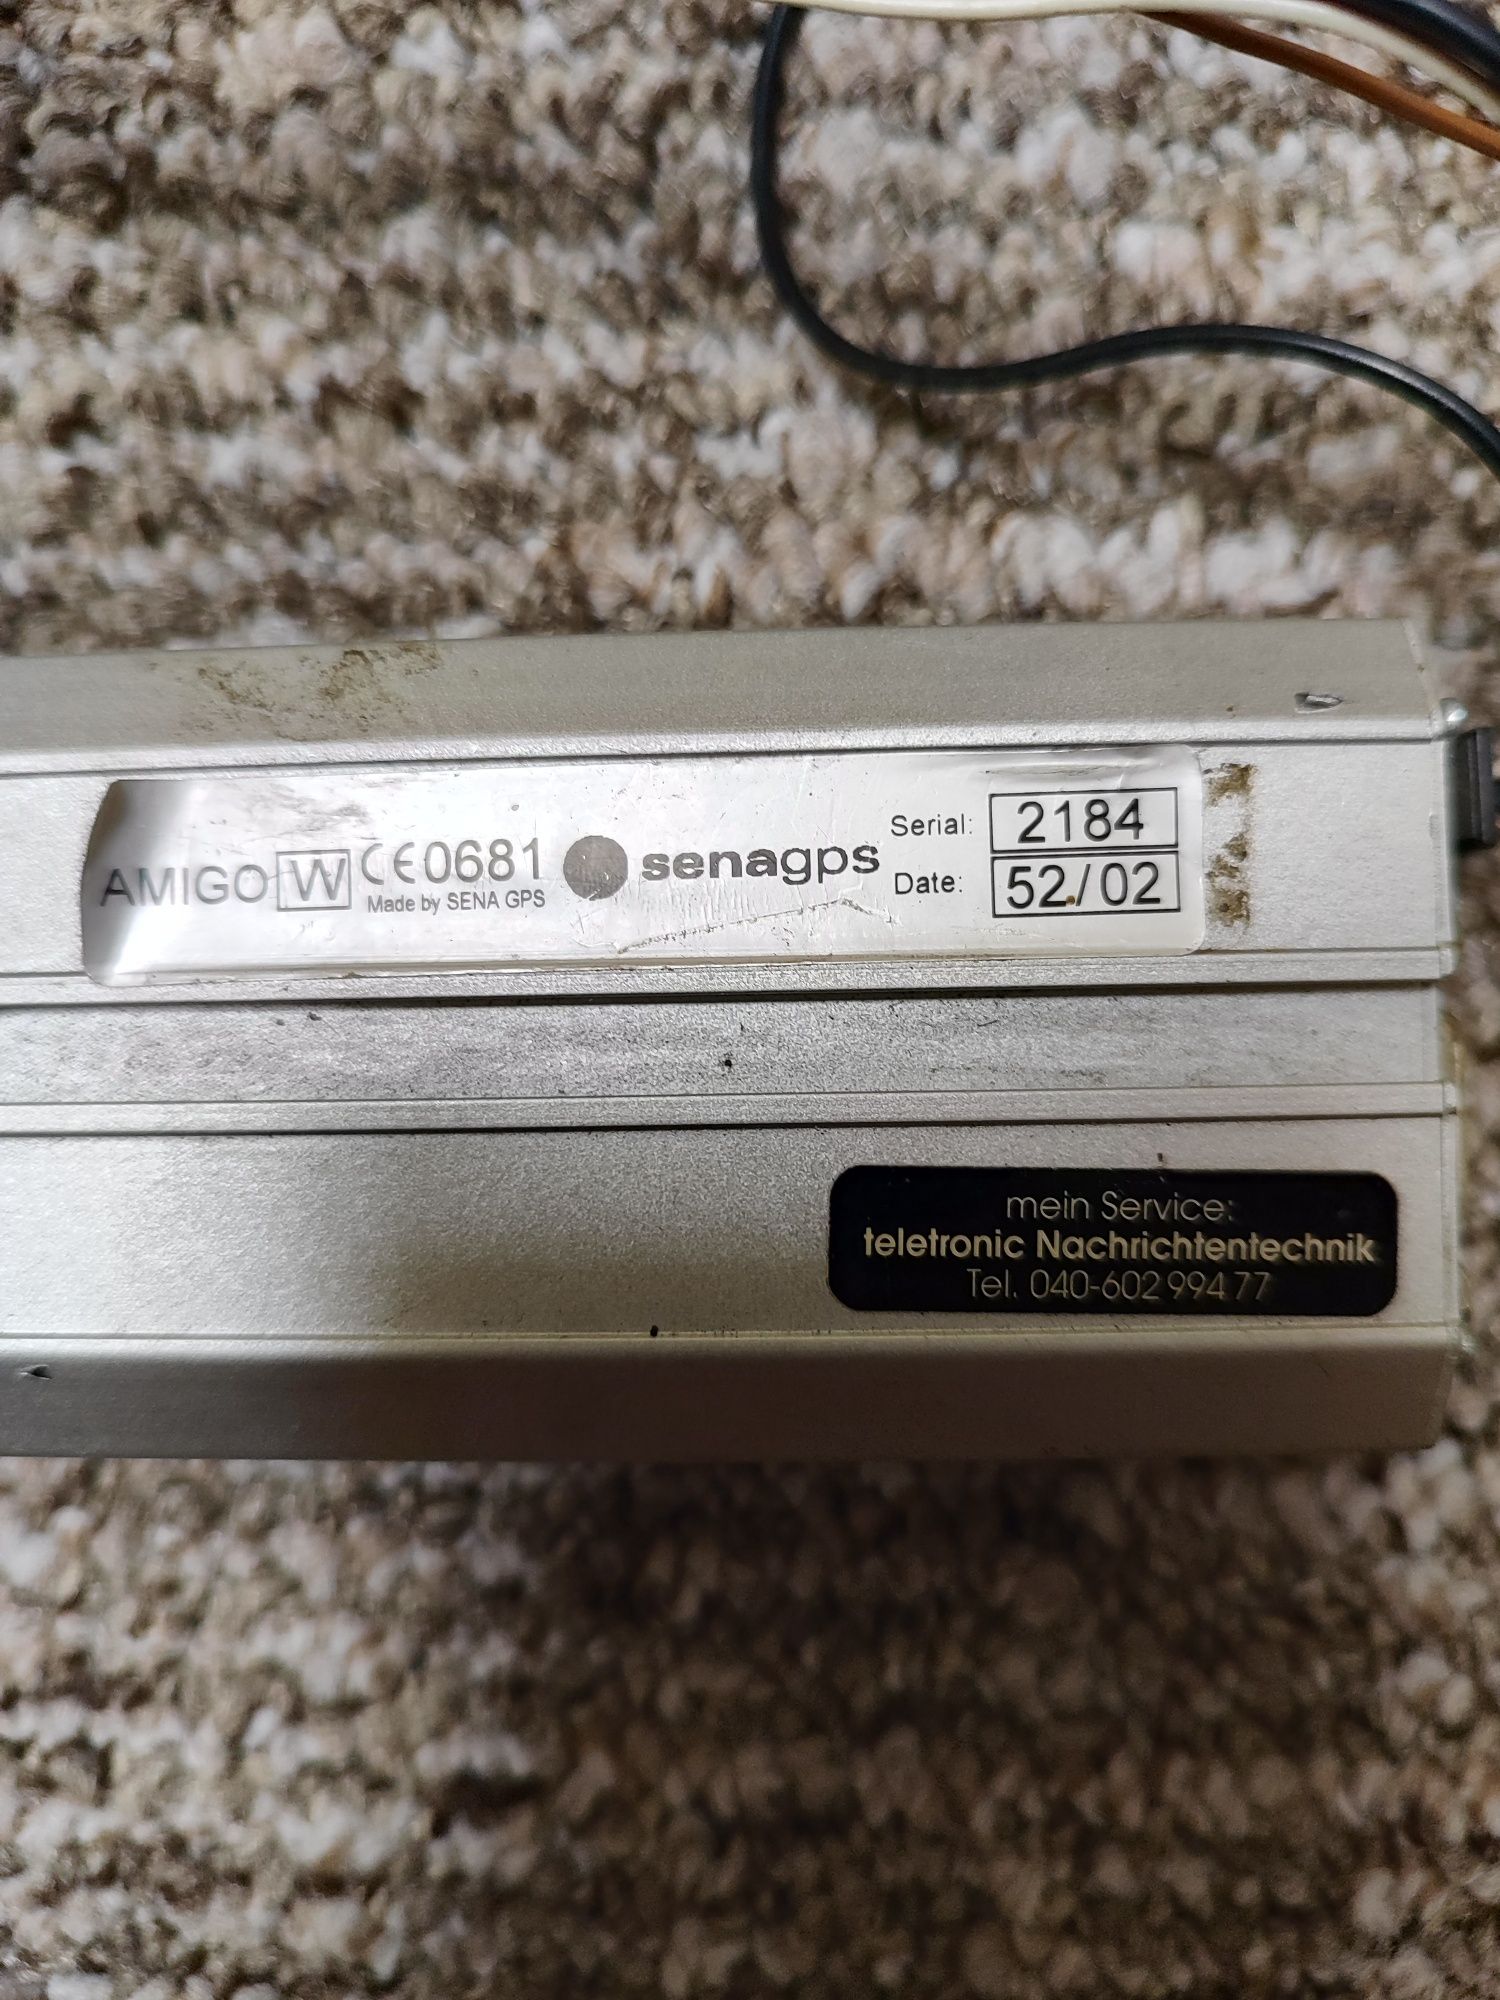 AMIGO W CE0681
Made by SENA GPS
senagps
Serial: 2184
Date: 52./02
mein Service:
teletronic Nachrichtentechnik
Tel. 040-602 994 77